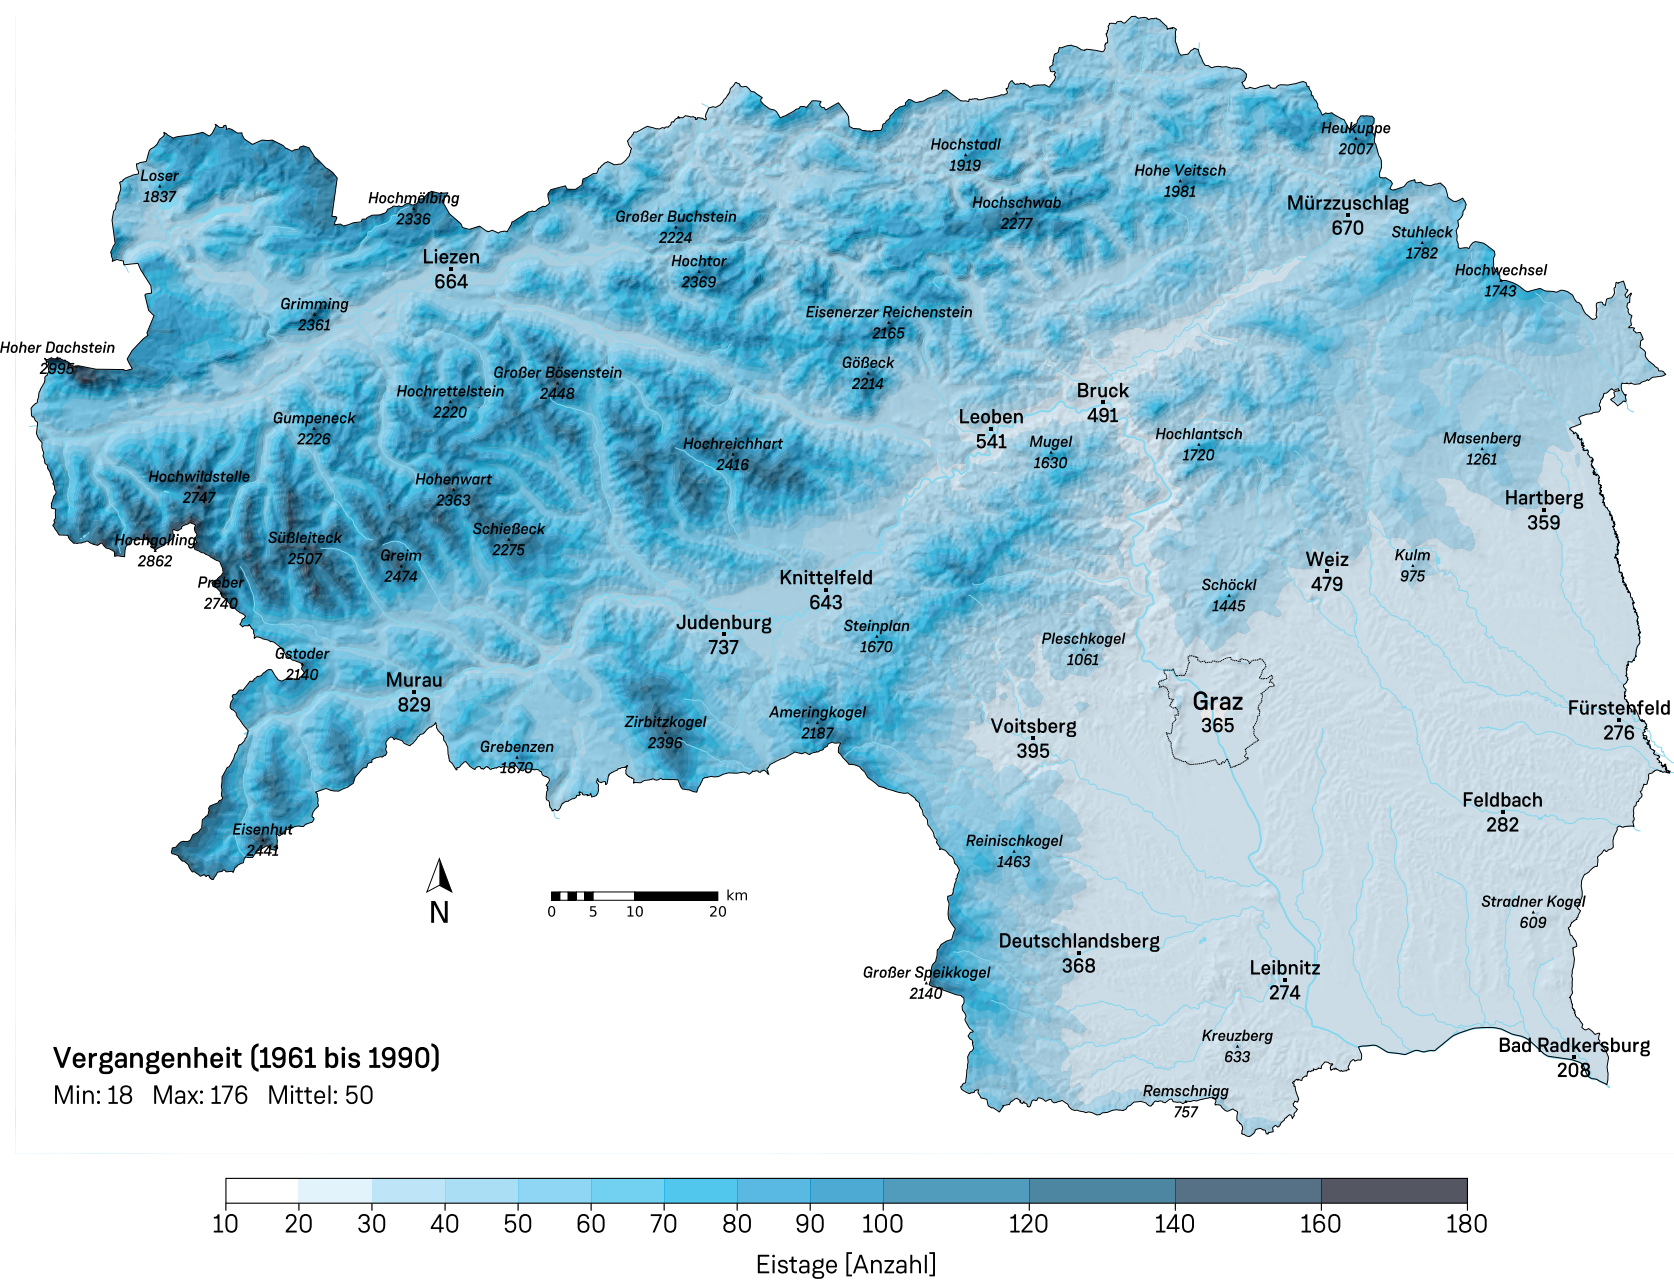 Heukuppe
2007
Hochstadl
1919
Hohe Veitsch
1981
Loser
1837
Hochmölbing
2336
Hochschwab
2277
Mürzzuschlag
670
Großer Buchstein
2224
Stuhleck
1782
Liezen
664
Hochtor
2369
Hochwechsel
1743
Grimming
2361
Eisenerzer Reichenstein
2165
Hoher Dachstein
2995
Gößeck
2214
Großer Bösenstein
2448
Hochrettelstein
2220
Bruck
491
Gumpeneck
2226
Leoben
541
Mugel
1630
Hochlantsch
1720
Masenberg
1261
Hochreichhart
2416
Hochwildstelle
2747
Hohenwart
2363
Hartberg
359
Hochgolling
2862
Süßleiteck
2507
Schießeck
2275
Greim
2474
Weiz
479
Kulm
975
Preber
2740
Knittelfeld
643
Schöckl
1445
Judenburg
737
Steinplan
1670
Pleschkogel
1061
Gstoder
2140
Murau
829
Graz
365
Fürstenfeld
276
Zirbitzkogel
2396
Ameringkogel
2187
Voitsberg
395
Grebenzen
1870
Feldbach
282
Eisenhut
2441
Reinischkogel
1463
N
km
0 5 10 20
Stradner Kogel
609
Deutschlandsberg
368
Großer Speikkogel
2140
Leibnitz
274
Kreuzberg
633
Bad Radkersburg
208
Remschnigg
757
Vergangenheit (1961 bis 1990)
Min: 18 Max: 176 Mittel: 50
10 20 30 40 50 60 70 80 90 100 120 140 160 180
Eistage [Anzahl]